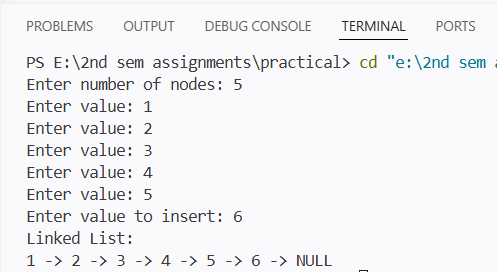 PROBLEMS OUTPUT DEBUG CONSOLE TERMINAL PORTS
PS E:\2nd sem assignments\practical> cd "e:\2nd sem
Enter number of nodes: 5
Enter value: 1
Enter value: 2
Enter value: 3
Enter value: 4
Enter value: 5
Enter value to insert: 6
Linked List:
1 -> 2 -> 3 -> 4 -> 5 -> 6 -> NULL